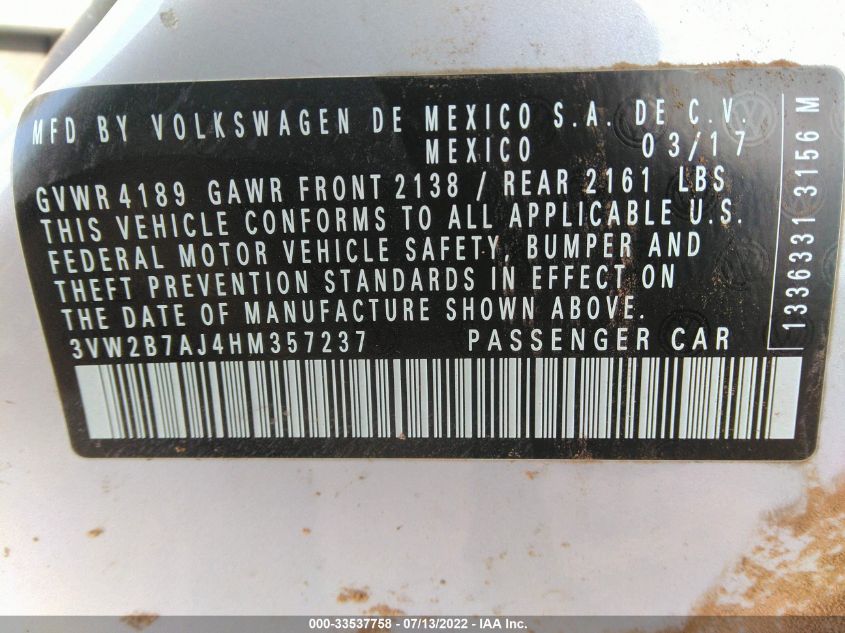 MFD BY VOLKSWAGEN DE MEXICO S.A. DE C.V.
MEXICO 03/17
GVWR 4189 GAWR FRONT 2138 / REAR 2161 LBS
THIS VEHICLE CONFORMS TO ALL APPLICABLE U.S.
FEDERAL MOTOR VEHICLE SAFETY, BUMPER AND
THEFT PREVENTION STANDARDS IN EFFECT ON
THE DATE OF MANUFACTURE SHOWN ABOVE.
3VW2B7AJ4HM357237 PASSENGER CAR
1336331 3156 M
000-33537758 / 07/13/2022 - IAA Inc.